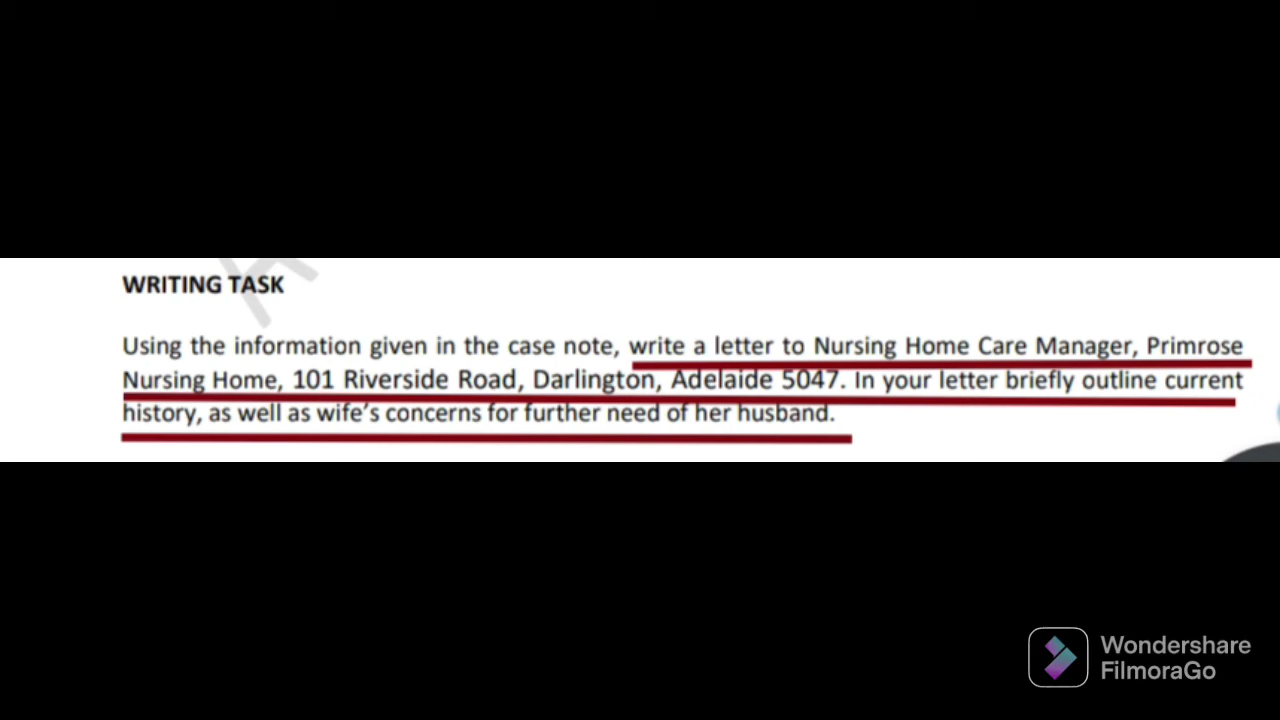 WRITING TASK
Using the information given in the case note, write a letter to Nursing Home Care Manager, Primrose
Nursing Home, 101 Riverside Road, Darlington, Adelaide 5047. In your letter briefly outline current
history, as well as wife's concerns for further need of her husband.
Wondershare
FilmoraGo